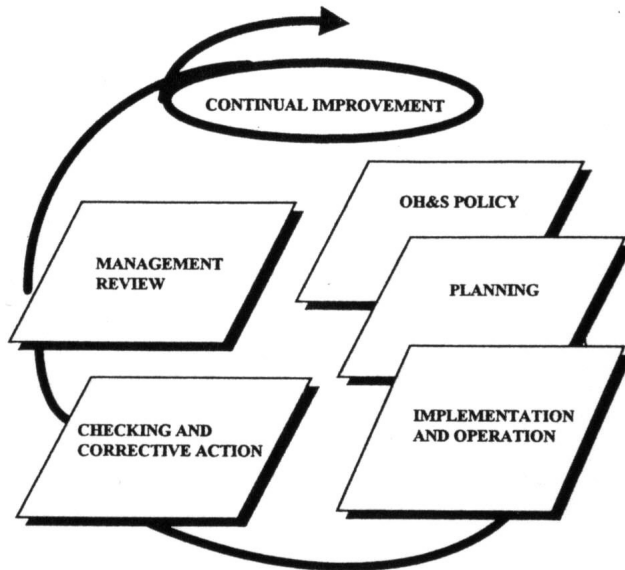 CONTINUAL IMPROVEMENT
OH&S POLICY
PLANNING
IMPLEMENTATION
AND OPERATION
CHECKING AND
CORRECTIVE ACTION
MANAGEMENT
REVIEW